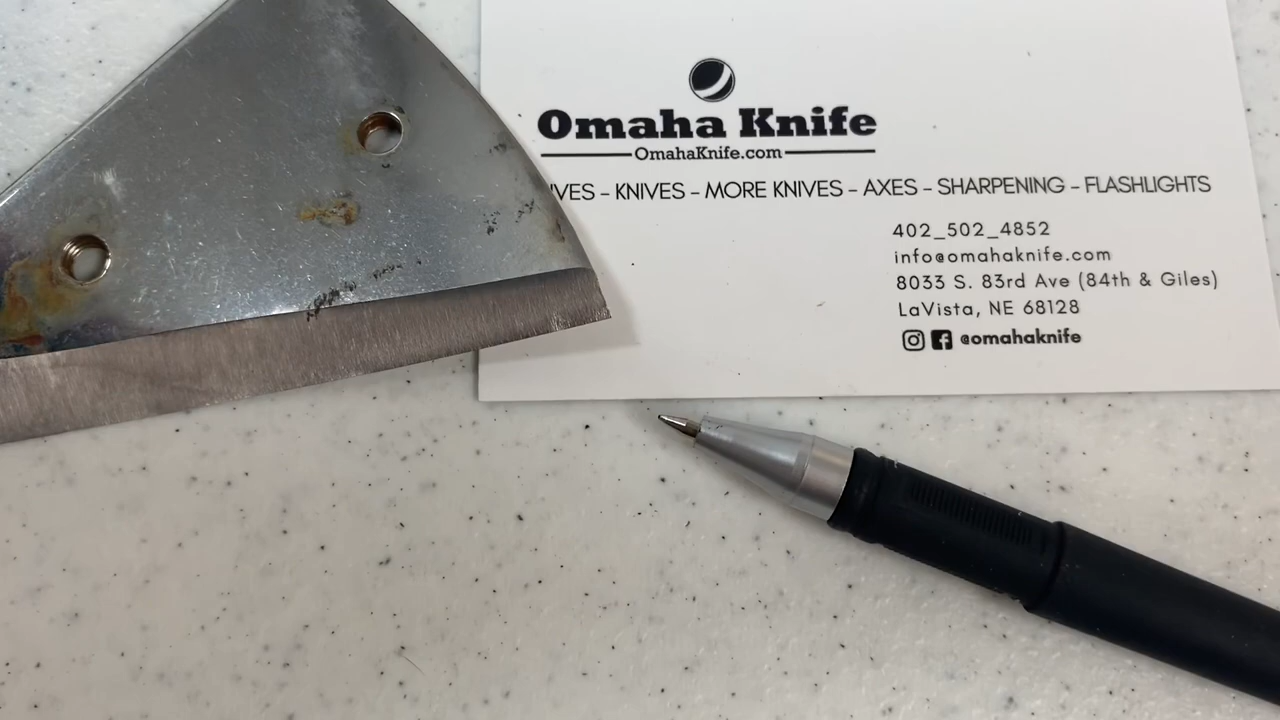 Omaha Knife
OmahaKnife.com
– KNIVES – MORE KNIVES – AXES – SHARPENING – FLASHLIGHTS
402_502_4852
info@omahaknife.com
8033 S. 83rd Ave (84th & Giles)
LaVista, NE 68128
@omahaknife